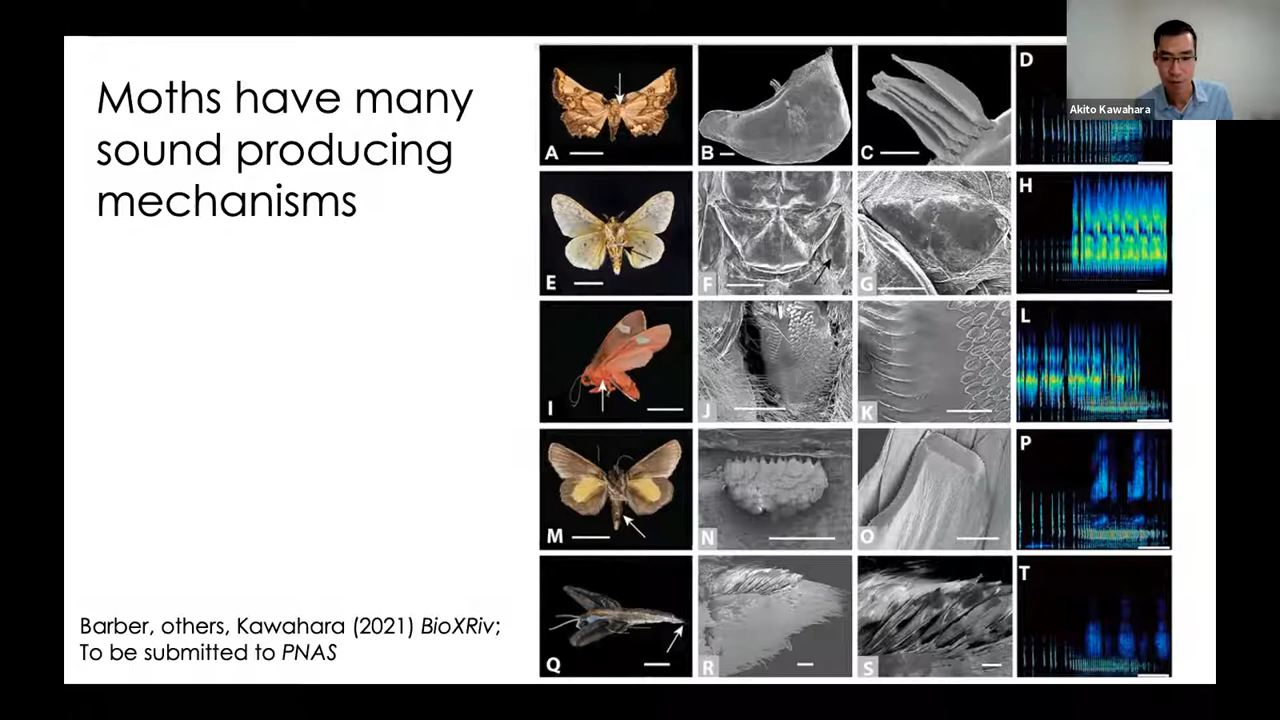 Moths have many
sound producing
mechanisms
Barber, others, Kawahara (2021) BioXRiv;
To be submitted to PNAS
A
B
C
D
Akito Kawahara
E
F
G
H
I
J
K
L
M
N
O
P
Q
R
S
T